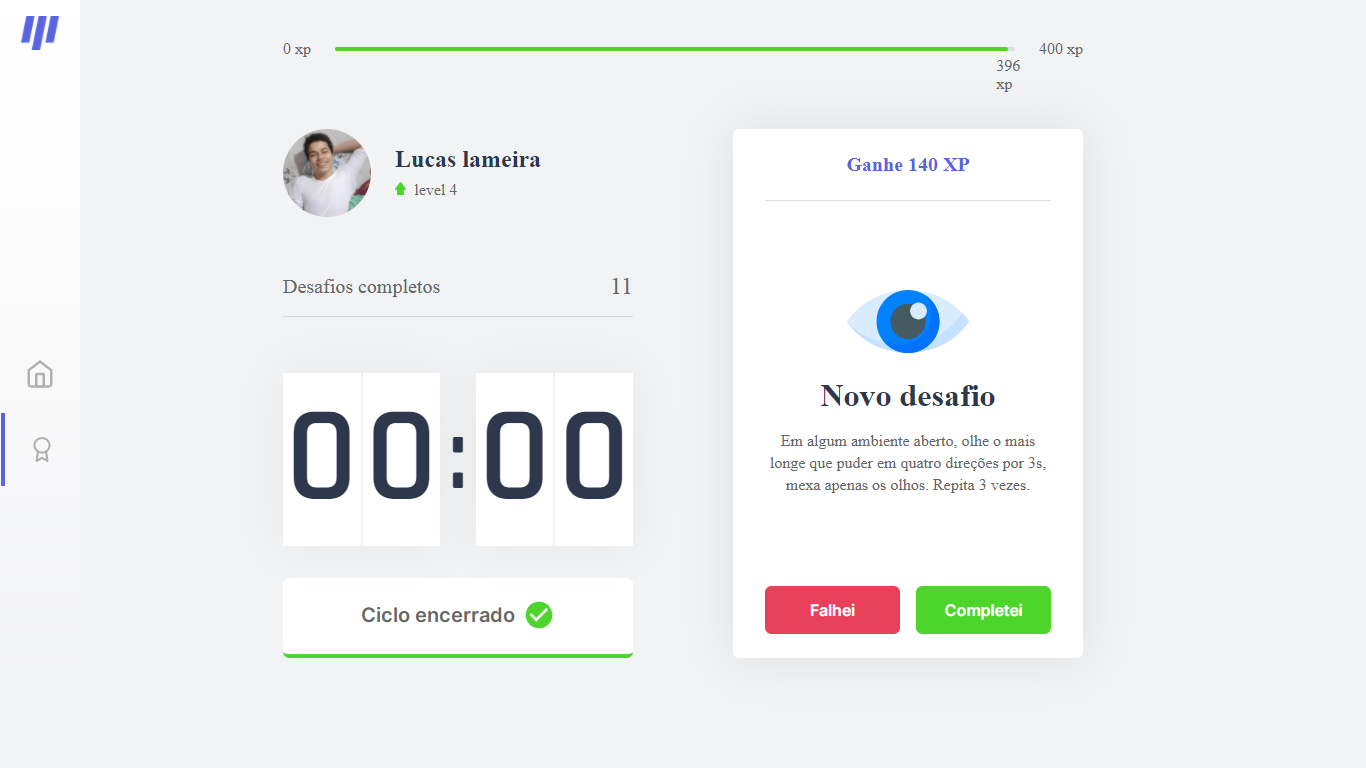 0 xp
400 xp
396
xp
Lucas lameira
level 4
Desafios completos
11
00:00
Ciclo encerrado
Ganhe 140 XP
Novo desafio
Em algum ambiente aberto, olhe o mais
longe que puder em quatro direções por 3s,
mexa apenas os olhos. Repita 3 vezes.
Falhei
Completei